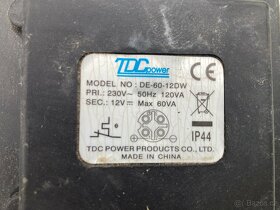 TDC power
MODEL NO : DE-60-12DW
PRI.: 230V~ 50Hz 120VA
SEC.: 12V= Max 60VA
IP44
TDC POWER PRODUCTS CO., LTD.
MADE IN CHINA